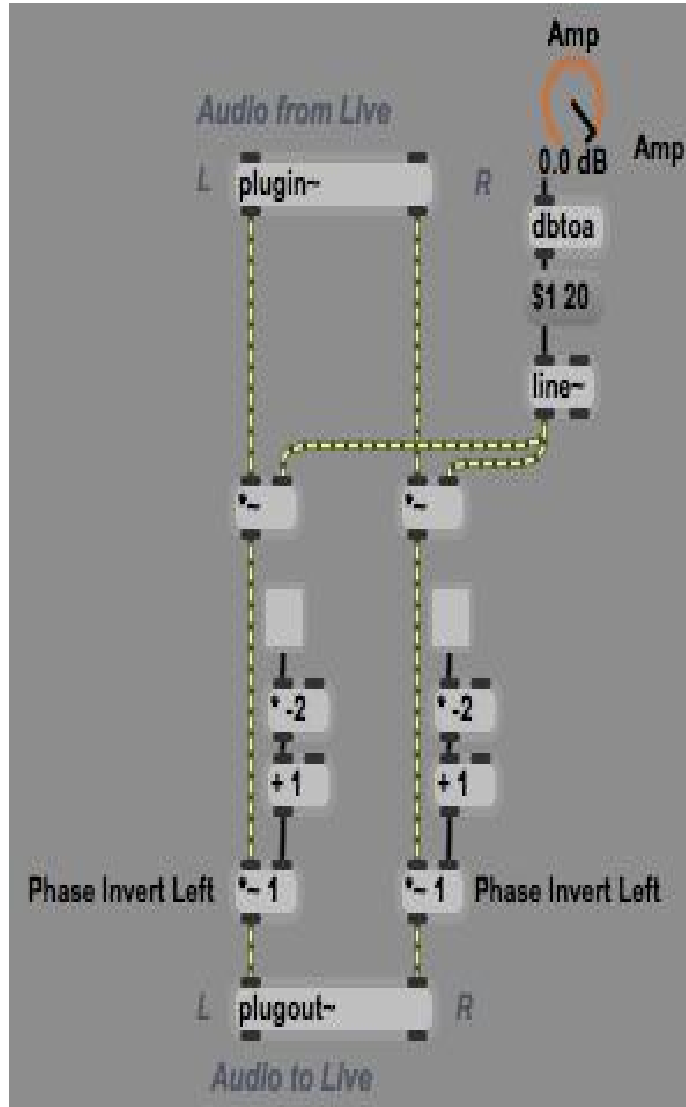 Amp
Audio from Live
0.0 dB Amp
L plugin~ R
dbtoa
$1 20
line~
*~ *~
* -2 * -2
+ 1 + 1
Phase Invert Left *~ 1 *~ 1 Phase Invert Left
L plugout~ R
Audio to Live